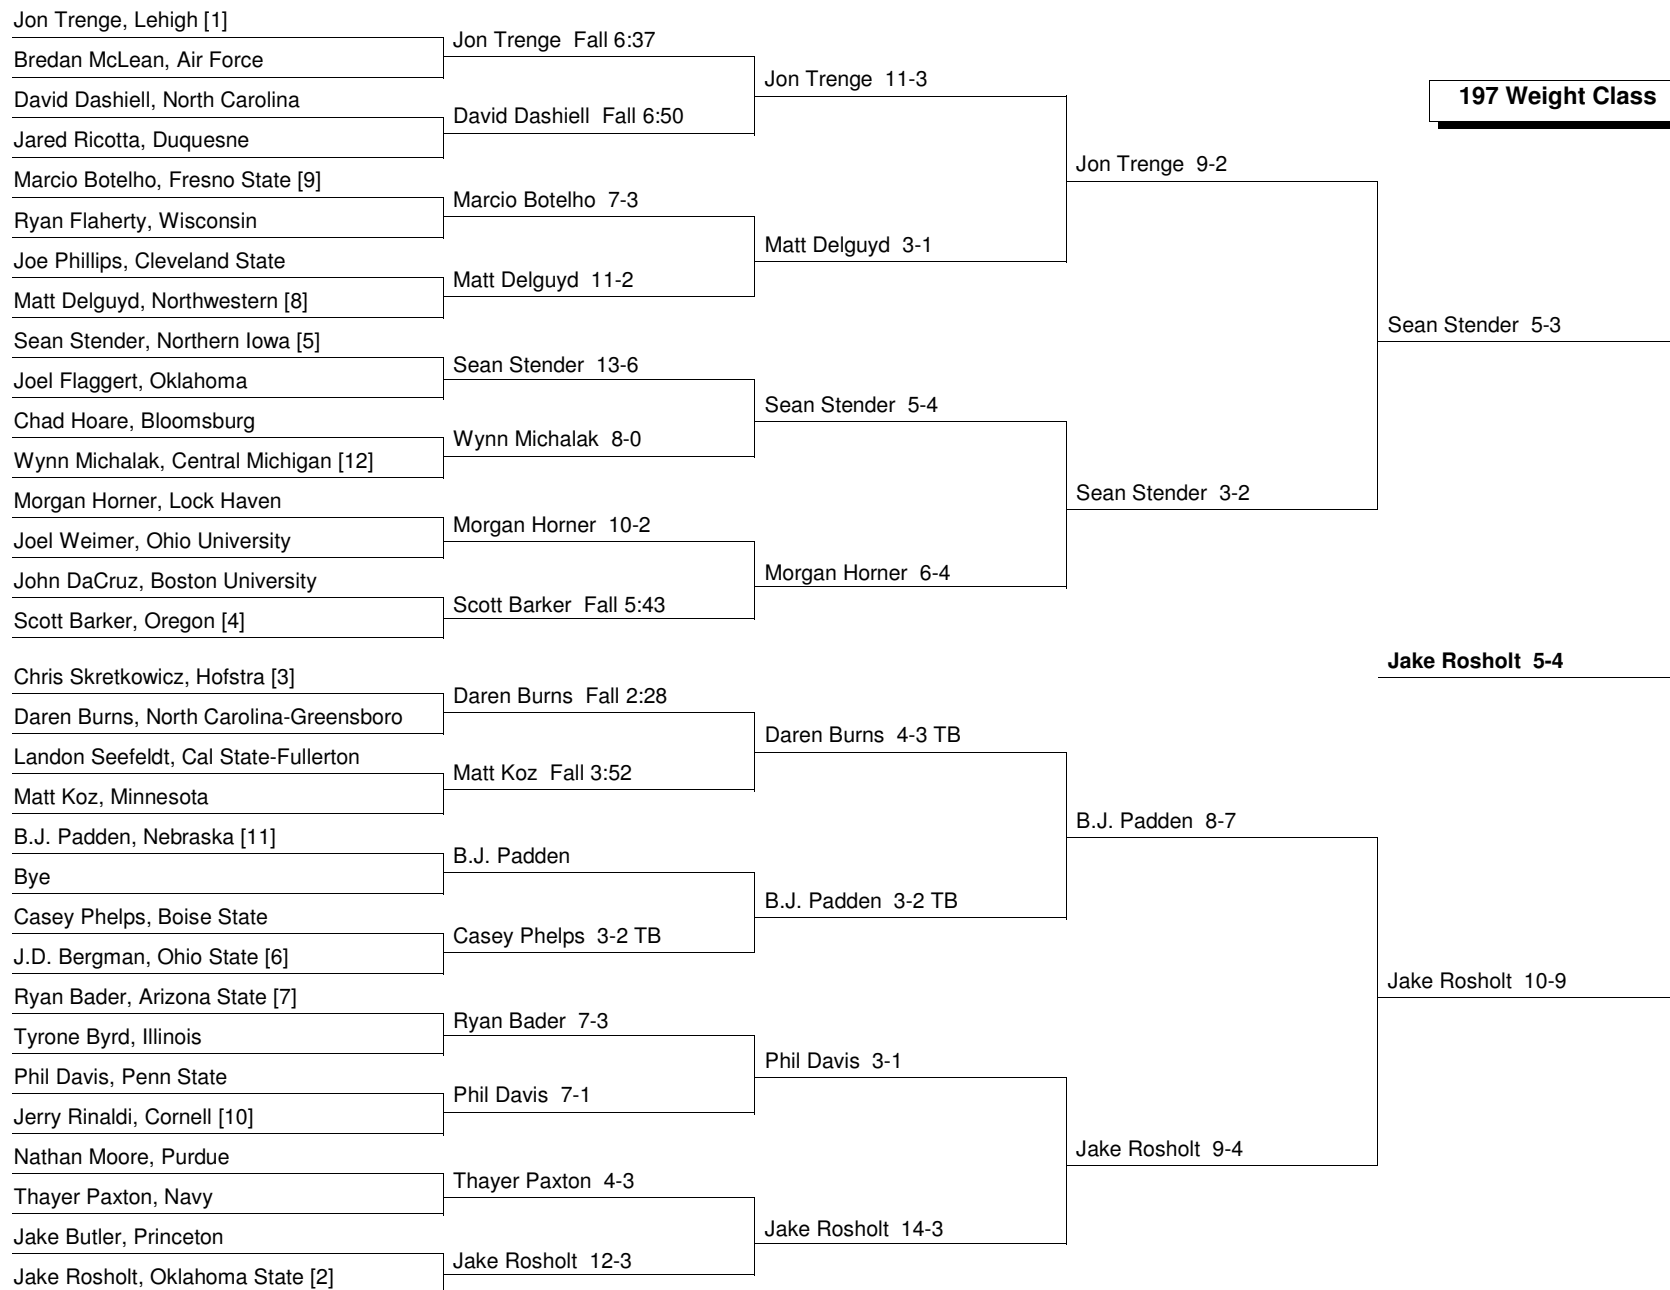 Jon Trenge, Lehigh [1]
Bredan McLean, Air Force
David Dashiell, North Carolina
Jared Ricotta, Duquesne
Marcio Botelho, Fresno State [9]
Ryan Flaherty, Wisconsin
Joe Phillips, Cleveland State
Matt Delguyd, Northwestern [8]
Sean Stender, Northern Iowa [5]
Joel Flaggert, Oklahoma
Chad Hoare, Bloomsburg
Wynn Michalak, Central Michigan [12]
Morgan Horner, Lock Haven
Joel Weimer, Ohio University
John DaCruz, Boston University
Scott Barker, Oregon [4]
Chris Skretkowicz, Hofstra [3]
Daren Burns, North Carolina-Greensboro
Landon Seefeldt, Cal State-Fullerton
Matt Koz, Minnesota
B.J. Padden, Nebraska [11]
Bye
Casey Phelps, Boise State
J.D. Bergman, Ohio State [6]
Ryan Bader, Arizona State [7]
Tyrone Byrd, Illinois
Phil Davis, Penn State
Jerry Rinaldi, Cornell [10]
Nathan Moore, Purdue
Thayer Paxton, Navy
Jake Butler, Princeton
Jake Rosholt, Oklahoma State [2]
Jon Trenge Fall 6:37
David Dashiell Fall 6:50
Marcio Botelho 7-3
Matt Delguyd 11-2
Sean Stender 13-6
Wynn Michalak 8-0
Morgan Horner 10-2
Scott Barker Fall 5:43
Daren Burns Fall 2:28
Matt Koz Fall 3:52
B.J. Padden
Casey Phelps 3-2 TB
Ryan Bader 7-3
Phil Davis 7-1
Thayer Paxton 4-3
Jake Rosholt 12-3
Jon Trenge 11-3
Matt Delguyd 3-1
Sean Stender 5-4
Morgan Horner 6-4
Daren Burns 4-3 TB
B.J. Padden 3-2 TB
Phil Davis 3-1
Jake Rosholt 14-3
Jon Trenge 9-2
Sean Stender 3-2
B.J. Padden 8-7
Jake Rosholt 9-4
197 Weight Class
Sean Stender 5-3
Jake Rosholt 5-4
Jake Rosholt 10-9